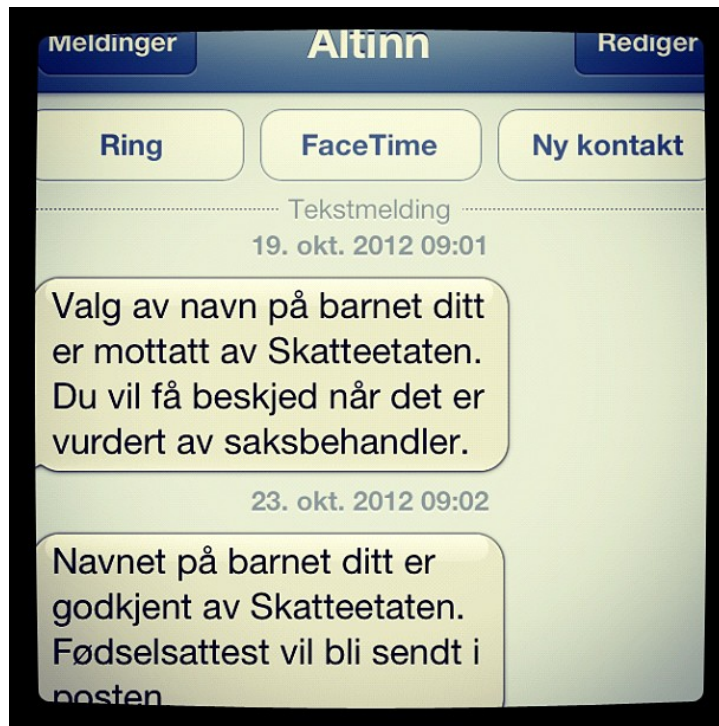 Meldinger
Altinn
Rediger
Ring
FaceTime
Ny kontakt
Tekstmelding
19. okt. 2012 09:01
Valg av navn på barnet ditt
er mottatt av Skatteetaten.
Du vil få beskjed når det er
vurdert av saksbehandler.
23. okt. 2012 09:02
Navnet på barnet ditt er
godkjent av Skatteetaten.
Fødselsattest vil bli sendt i
posten